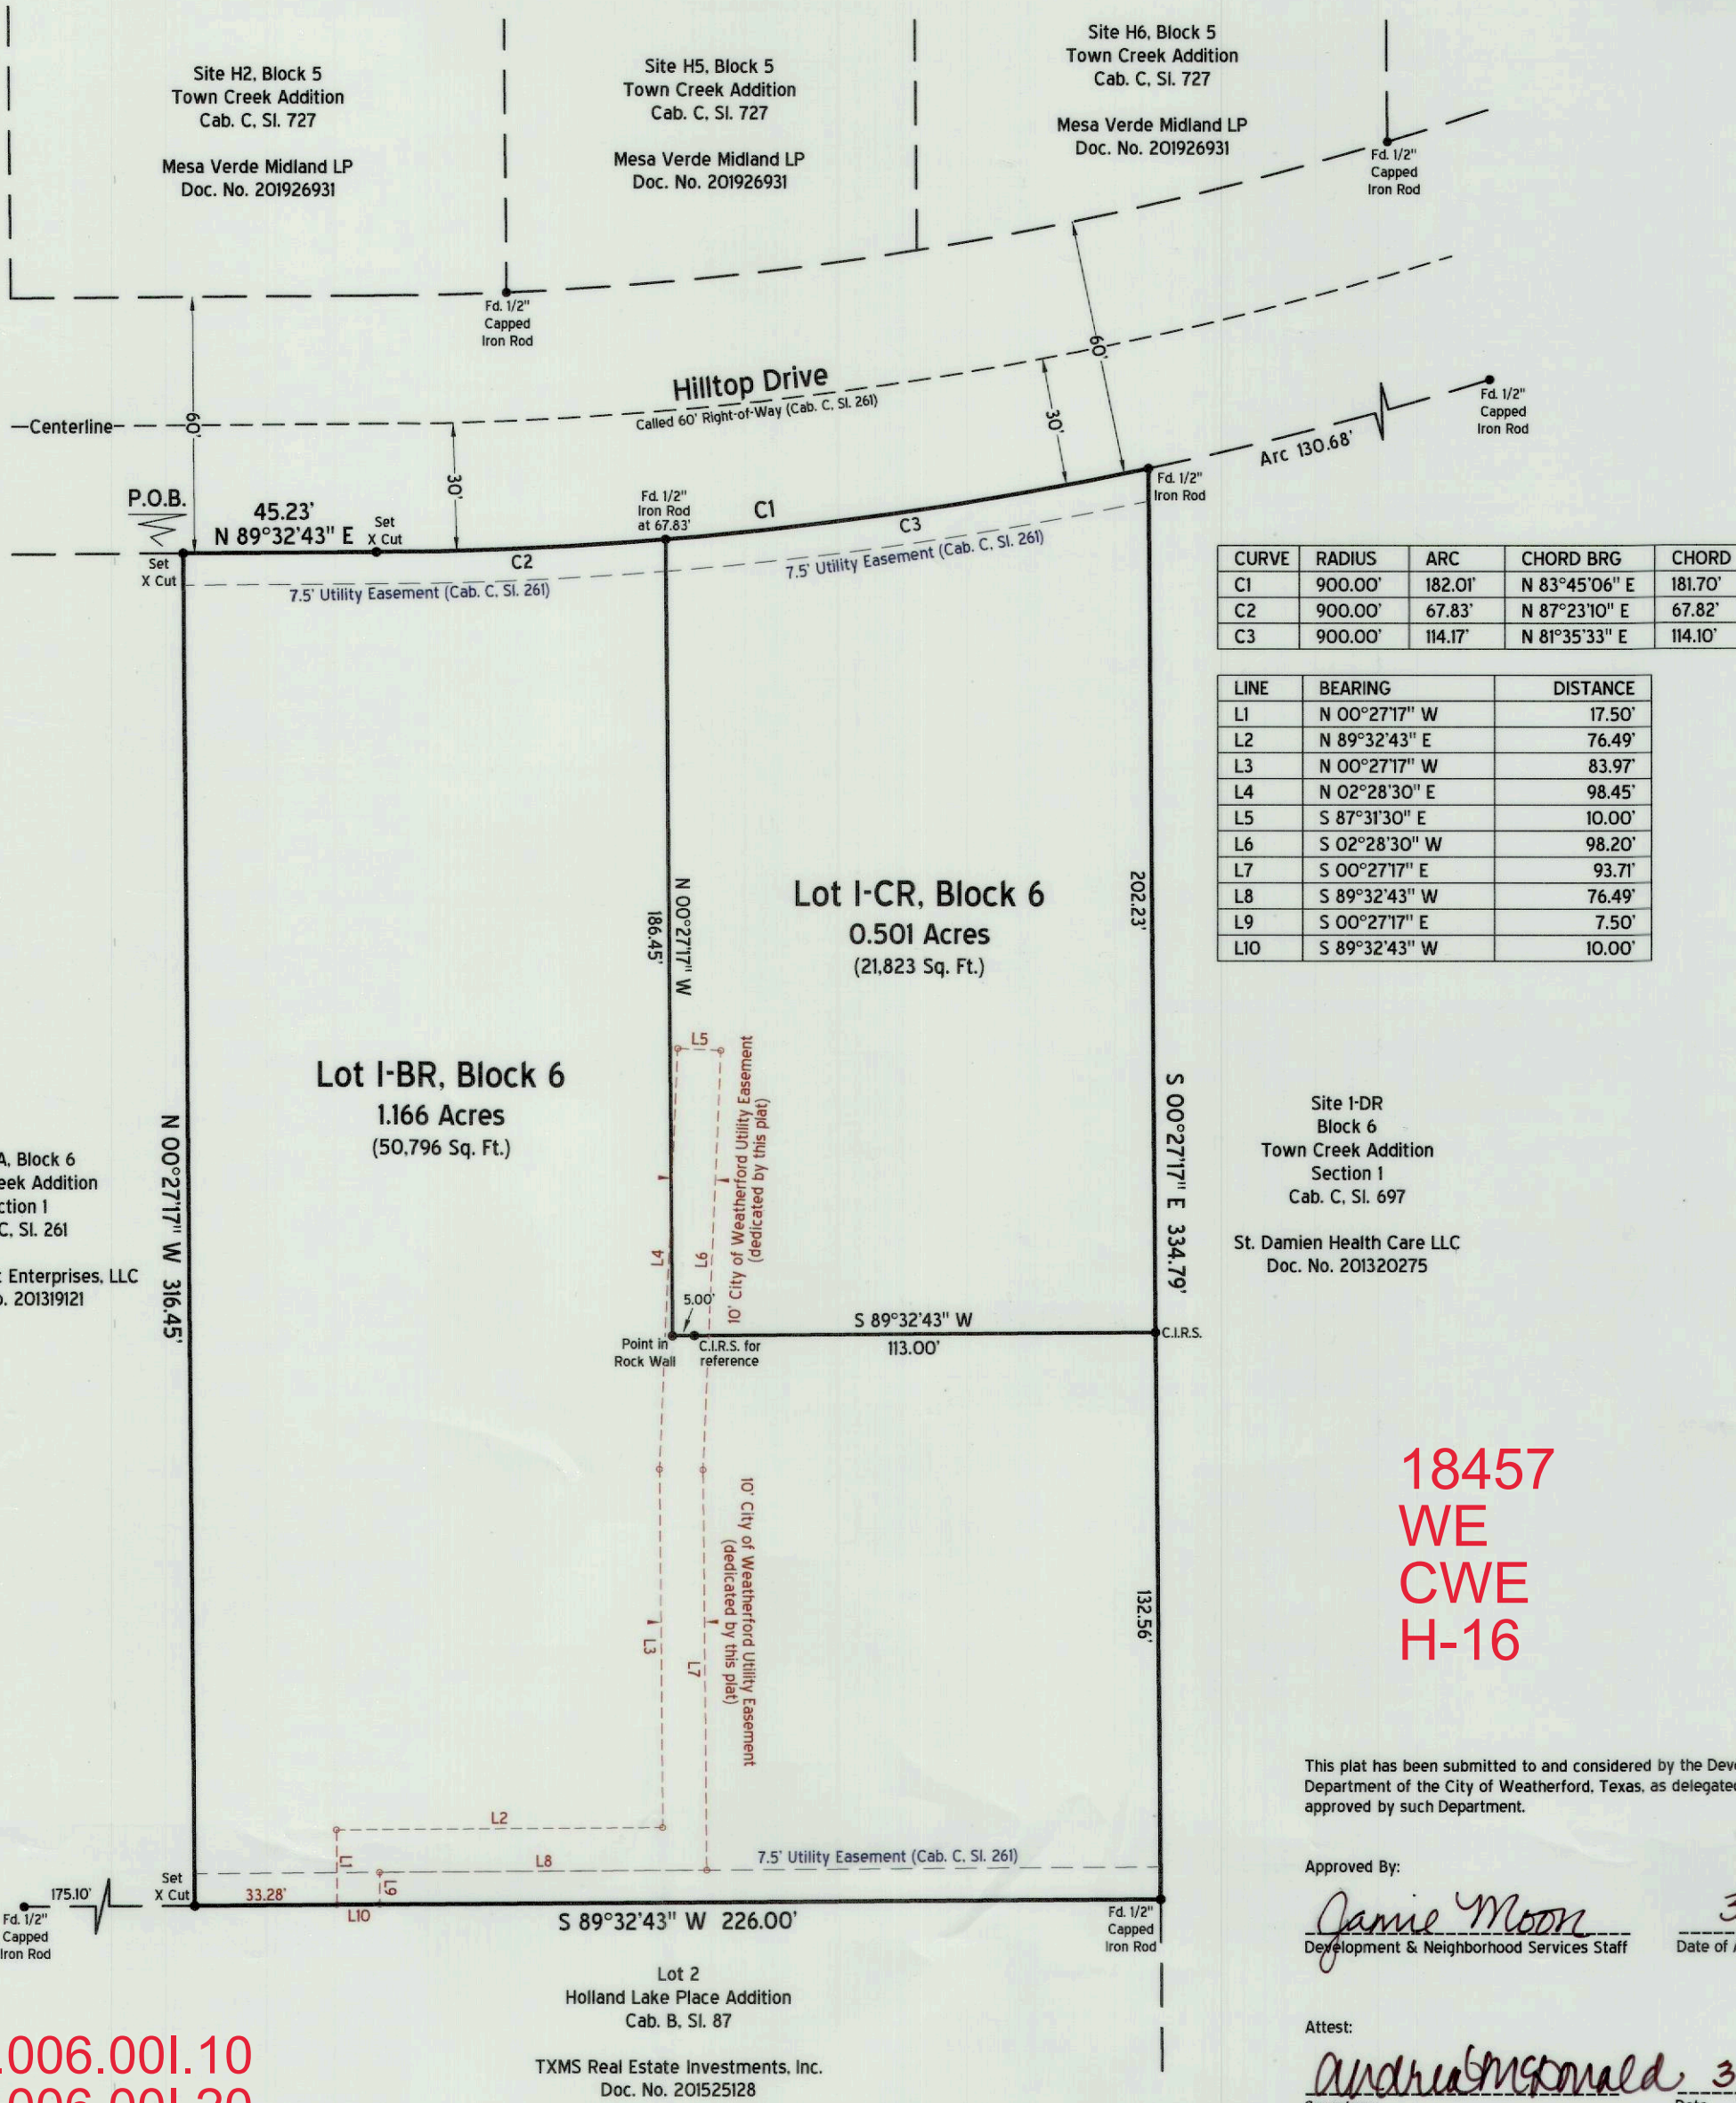 Site H2, Block 5
Town Creek Addition
Cab. C, Sl. 727
Mesa Verde Midland LP
Doc. No. 201926931
Site H5, Block 5
Town Creek Addition
Cab. C, Sl. 727
Mesa Verde Midland LP
Doc. No. 201926931
Site H6, Block 5
Town Creek Addition
Cab. C, Sl. 727
Mesa Verde Midland LP
Doc. No. 201926931
Fd. 1/2"
Capped
Iron Rod
Fd. 1/2"
Capped
Iron Rod
60'
Hilltop Drive
Called 60' Right-of-Way (Cab. C, Sl. 261)
Centerline
60'
30'
30'
Fd. 1/2"
Capped
Iron Rod
Arc 130.68'
P.O.B.
45.23'
N 89°32'43" E
Set
X Cut
Set
X Cut
Fd. 1/2"
Iron Rod
at 67.83'
C1
C2
C3
Fd. 1/2"
Iron Rod
7.5' Utility Easement (Cab. C, Sl. 261)
7.5' Utility Easement (Cab. C, Sl. 261)
CURVE RADIUS ARC CHORD BRG CHORD
C1 900.00' 182.01' N 83°45'06" E 181.70'
C2 900.00' 67.83' N 87°23'10" E 67.82'
C3 900.00' 114.17' N 81°35'33" E 114.10'
LINE BEARING DISTANCE
L1 N 00°27'17" W 17.50'
L2 N 89°32'43" E 76.49'
L3 N 00°27'17" W 83.97'
L4 N 02°28'30" E 98.45'
L5 S 87°31'30" E 10.00'
L6 S 02°28'30" W 98.20'
L7 S 00°27'17" E 93.71'
L8 S 89°32'43" W 76.49'
L9 S 00°27'17" E 7.50'
L10 S 89°32'43" W 10.00'
Lot I-CR, Block 6
0.501 Acres
(21,823 Sq. Ft.)
N 00°27'17" W
186.45'
202.23'
Lot I-BR, Block 6
1.166 Acres
(50,796 Sq. Ft.)
L5
10' City of Weatherford Utility Easement
(dedicated by this plat)
L4
L6
N 00°27'17" W 316.45'
S 00°27'17" E 334.79'
A, Block 6
eek Addition
ction 1
C, Sl. 261
Enterprises, LLC
. 201319121
Site 1-DR
Block 6
Town Creek Addition
Section 1
Cab. C, Sl. 697
St. Damien Health Care LLC
Doc. No. 201320275
5.00'
S 89°32'43" W
113.00'
C.I.R.S.
Point in
Rock Wall
C.I.R.S. for
reference
10' City of Weatherford Utility Easement
(dedicated by this plat)
L3
L7
132.56'
18457
WE
CWE
H-16
This plat has been submitted to and considered by the Deve
Department of the City of Weatherford, Texas, as delegated
approved by such Department.
L2
L1
L8
L9
7.5' Utility Easement (Cab. C, Sl. 261)
Approved By:
Jamie Moon 3
Development & Neighborhood Services Staff Date of A
175.10'
Fd. 1/2"
Capped
Iron Rod
Set
X Cut
33.28'
L10
S 89°32'43" W 226.00'
Fd. 1/2"
Capped
Iron Rod
Lot 2
Holland Lake Place Addition
Cab. B, Sl. 87
TXMS Real Estate Investments, Inc.
Doc. No. 201525128
Attest:
Andrea McDonald 3
.006.00I.10
.006.00I.20